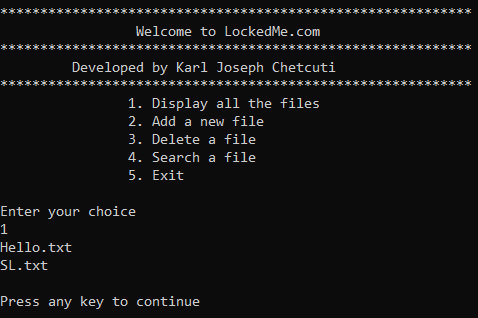 ***********************************************************
Welcome to LockedMe.com
***********************************************************
Developed by Karl Joseph Chetcuti
***********************************************************
1. Display all the files
2. Add a new file
3. Delete a file
4. Search a file
5. Exit
Enter your choice
1
Hello.txt
SL.txt
Press any key to continue